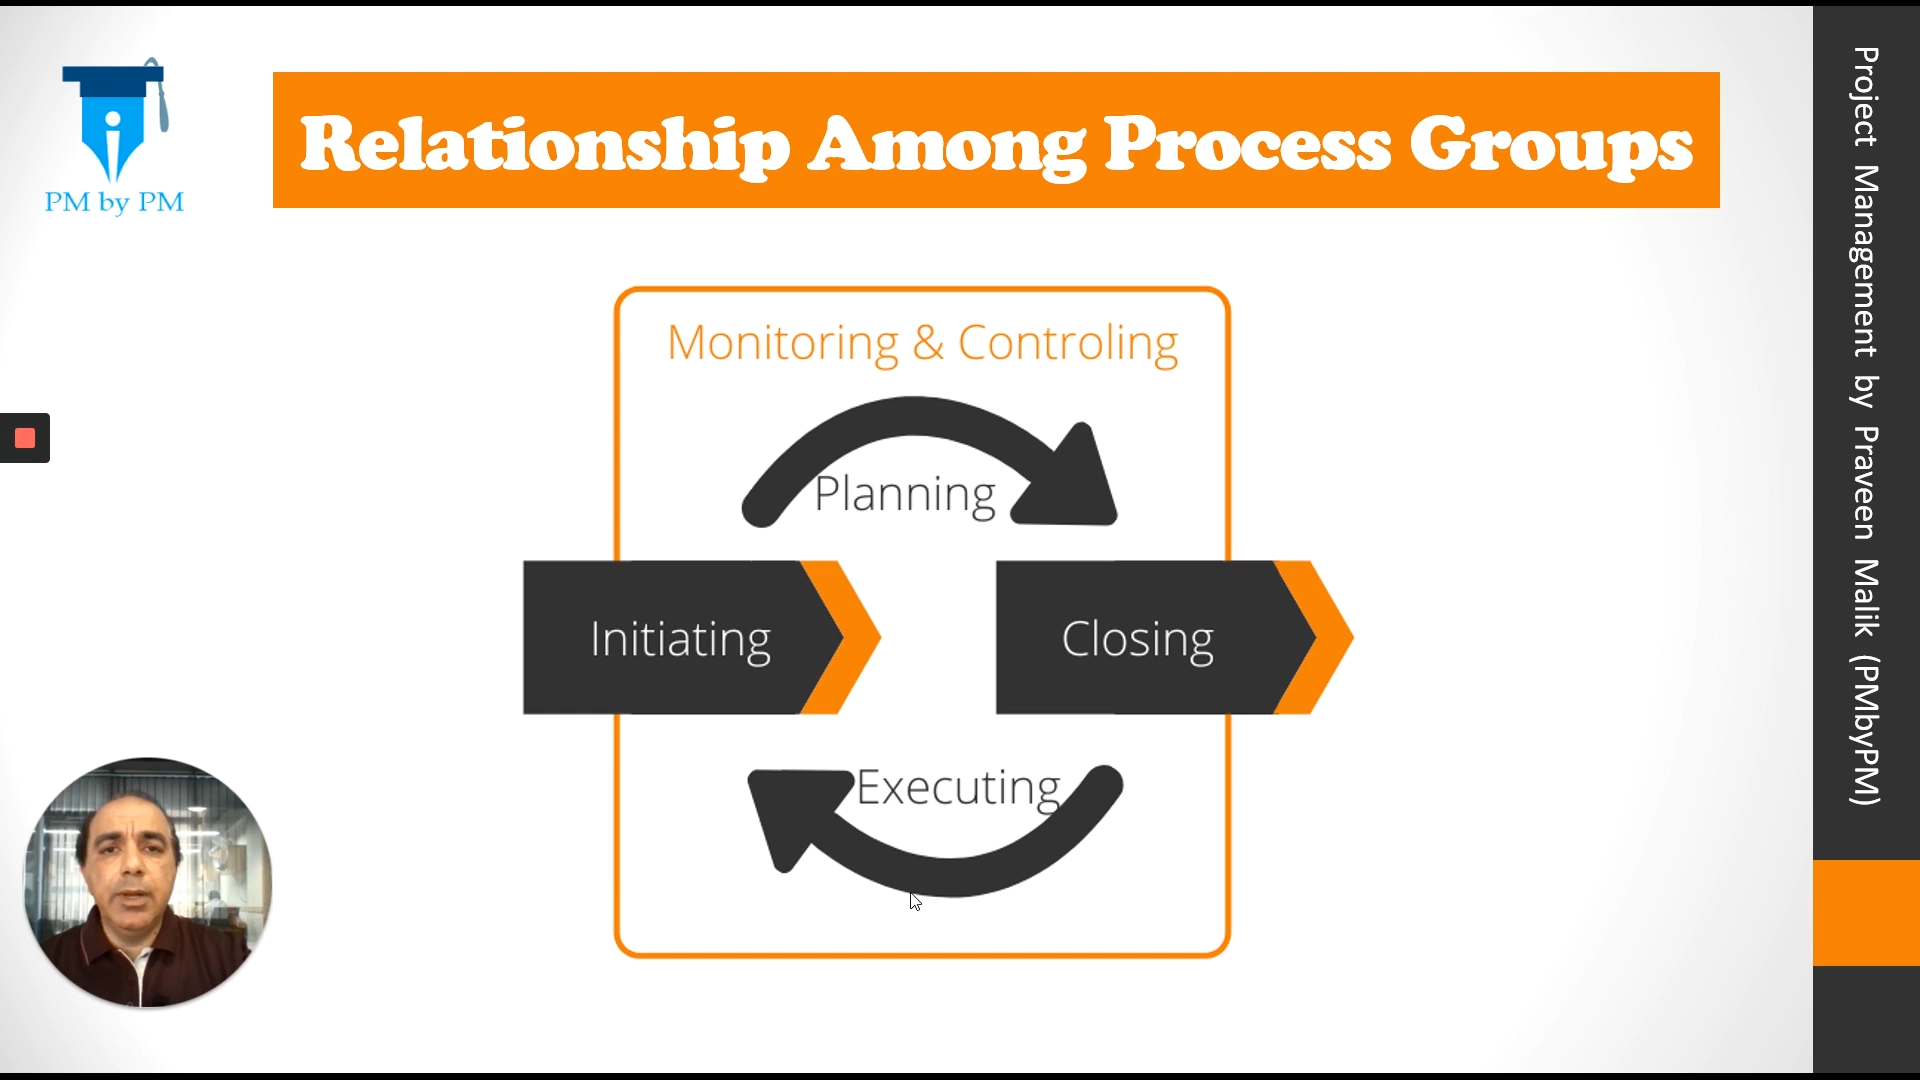 PM by PM
Relationship Among Process Groups
Monitoring & Controling
Planning
Initiating
Closing
Executing
Project Management by Praveen Malik (PMbyPM)